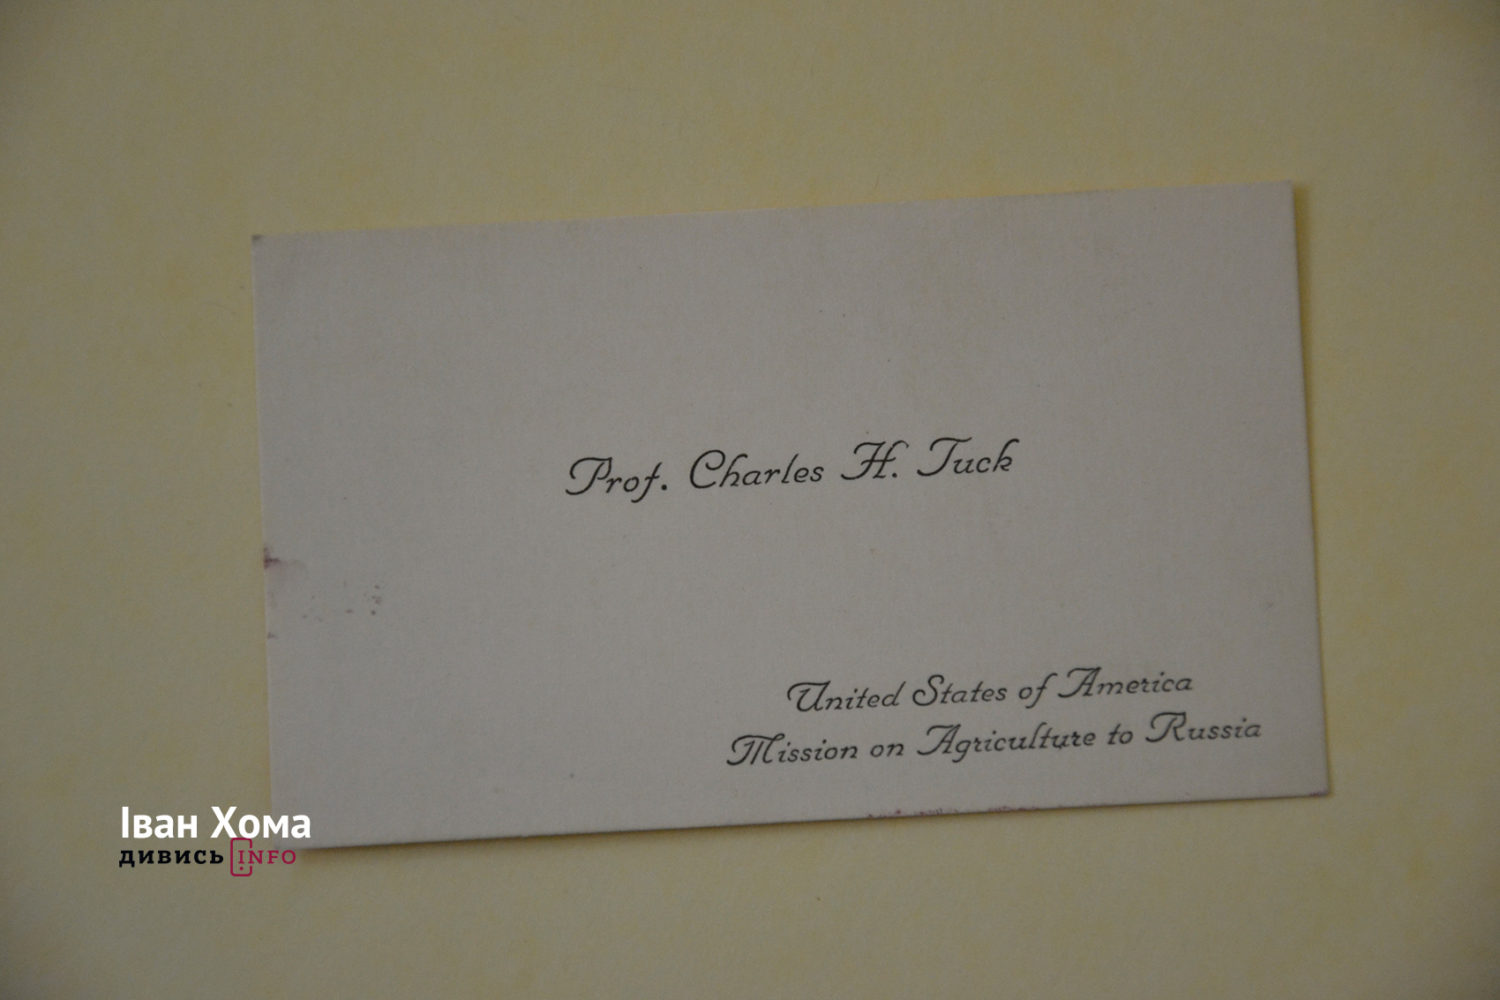 Prof. Charles H. Tuck
United States of America
Mission on Agriculture to Russia
Іван Хома
дивись INFO